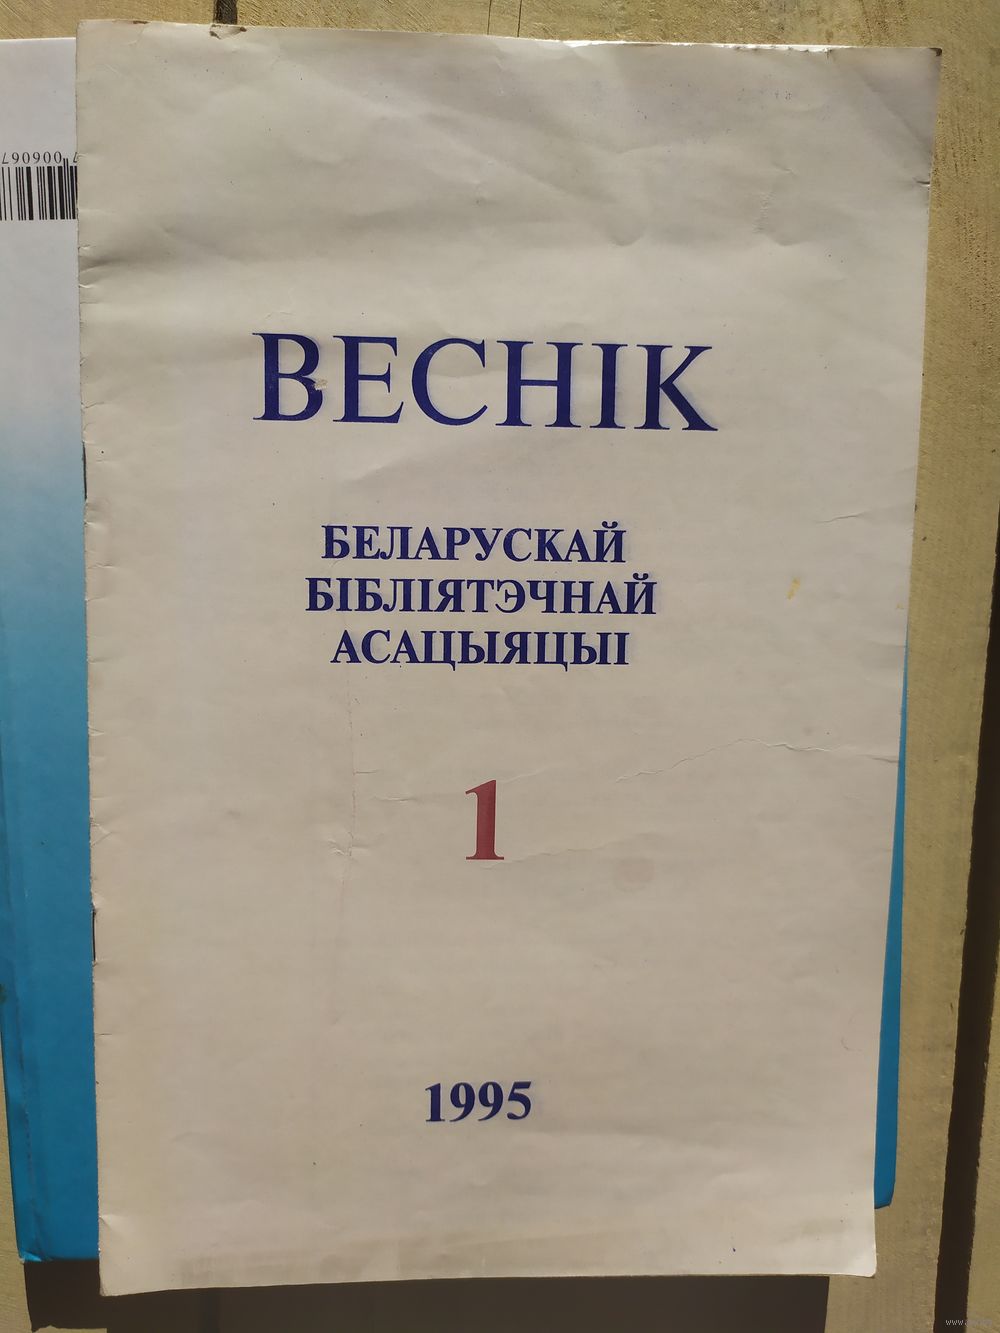 ВЕСНІК
БЕЛАРУСКАЙ
БІБЛІЯТЭЧНАЙ
АСАЦЫЯЦЫІ
1
1995